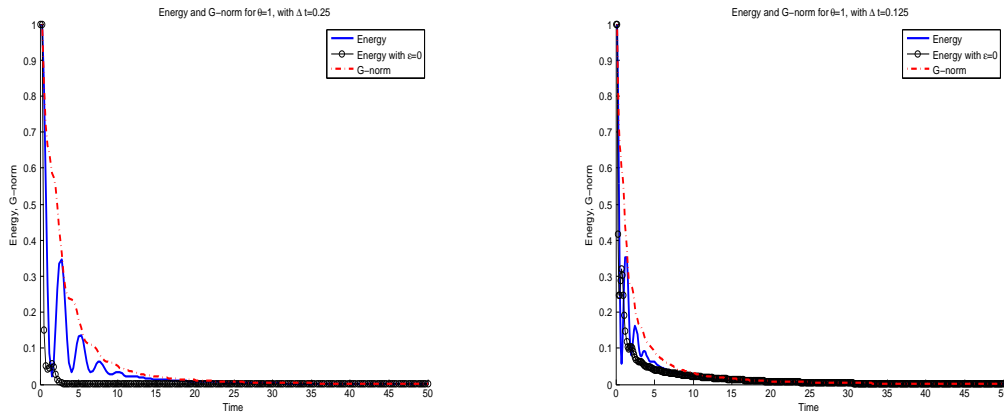 Energy and G−norm for θ=1, with Δ t=0.25
Energy
Energy with ε=0
G−norm
1
0.9
0.8
0.7
0.6
0.5
0.4
0.3
0.2
0.1
0
Energy, G−norm
0 5 10 15 20 25 30 35 40 45 50
Time
Energy and G−norm for θ=1, with Δ t=0.125
Energy
Energy with ε=0
G−norm
1
0.9
0.8
0.7
0.6
0.5
0.4
0.3
0.2
0.1
0
Energy, G−norm
0 5 10 15 20 25 30 35 40 45 50
Time